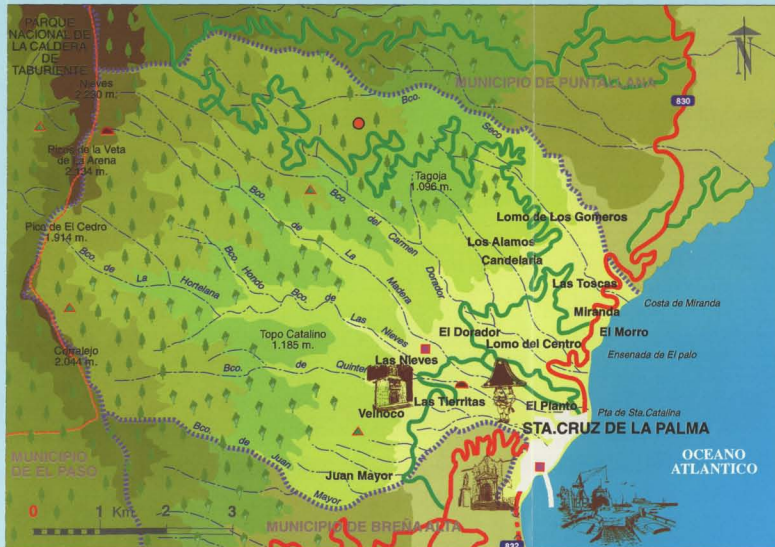 PARQUE
NACIONAL DE
LA CALDERA
DE
TABURIENTE
Nieves
2.230 m.
MUNICIPIO DE PUNTALLANA
N
830
Bco. Seco
de la Veta
de La Arena
2.134 m.
Tagoja
1.096 m.
Pico de El Cedro
1.914 m.
Bco. del Carmen
Bco. de La Madera
Dorador
Lomo de Los Gomeros
Los Alamos
Candelaria
Las Toscas
Costa de Miranda
Miranda
El Morro
Ensenada de El palo
Bco. de La Hortelana
Bco. Hondo
Bco. de Las Nieves
Topo Catalino
1.185 m.
El Dorador
Lomo del Centro
Corralejo
2.044 m.
Bco. de
Las Nieves
Las Tierritas
Velhoco
El Planto
Pta de Sta.Catalina
STA.CRUZ DE LA PALMA
OCEANO
ATLANTICO
MUNICIPIO
DE EL PASO
Bco. de Juan Mayor
Juan Mayor
0 1 Km. 2 3
MUNICIPIO DE BREÑA ALTA
832